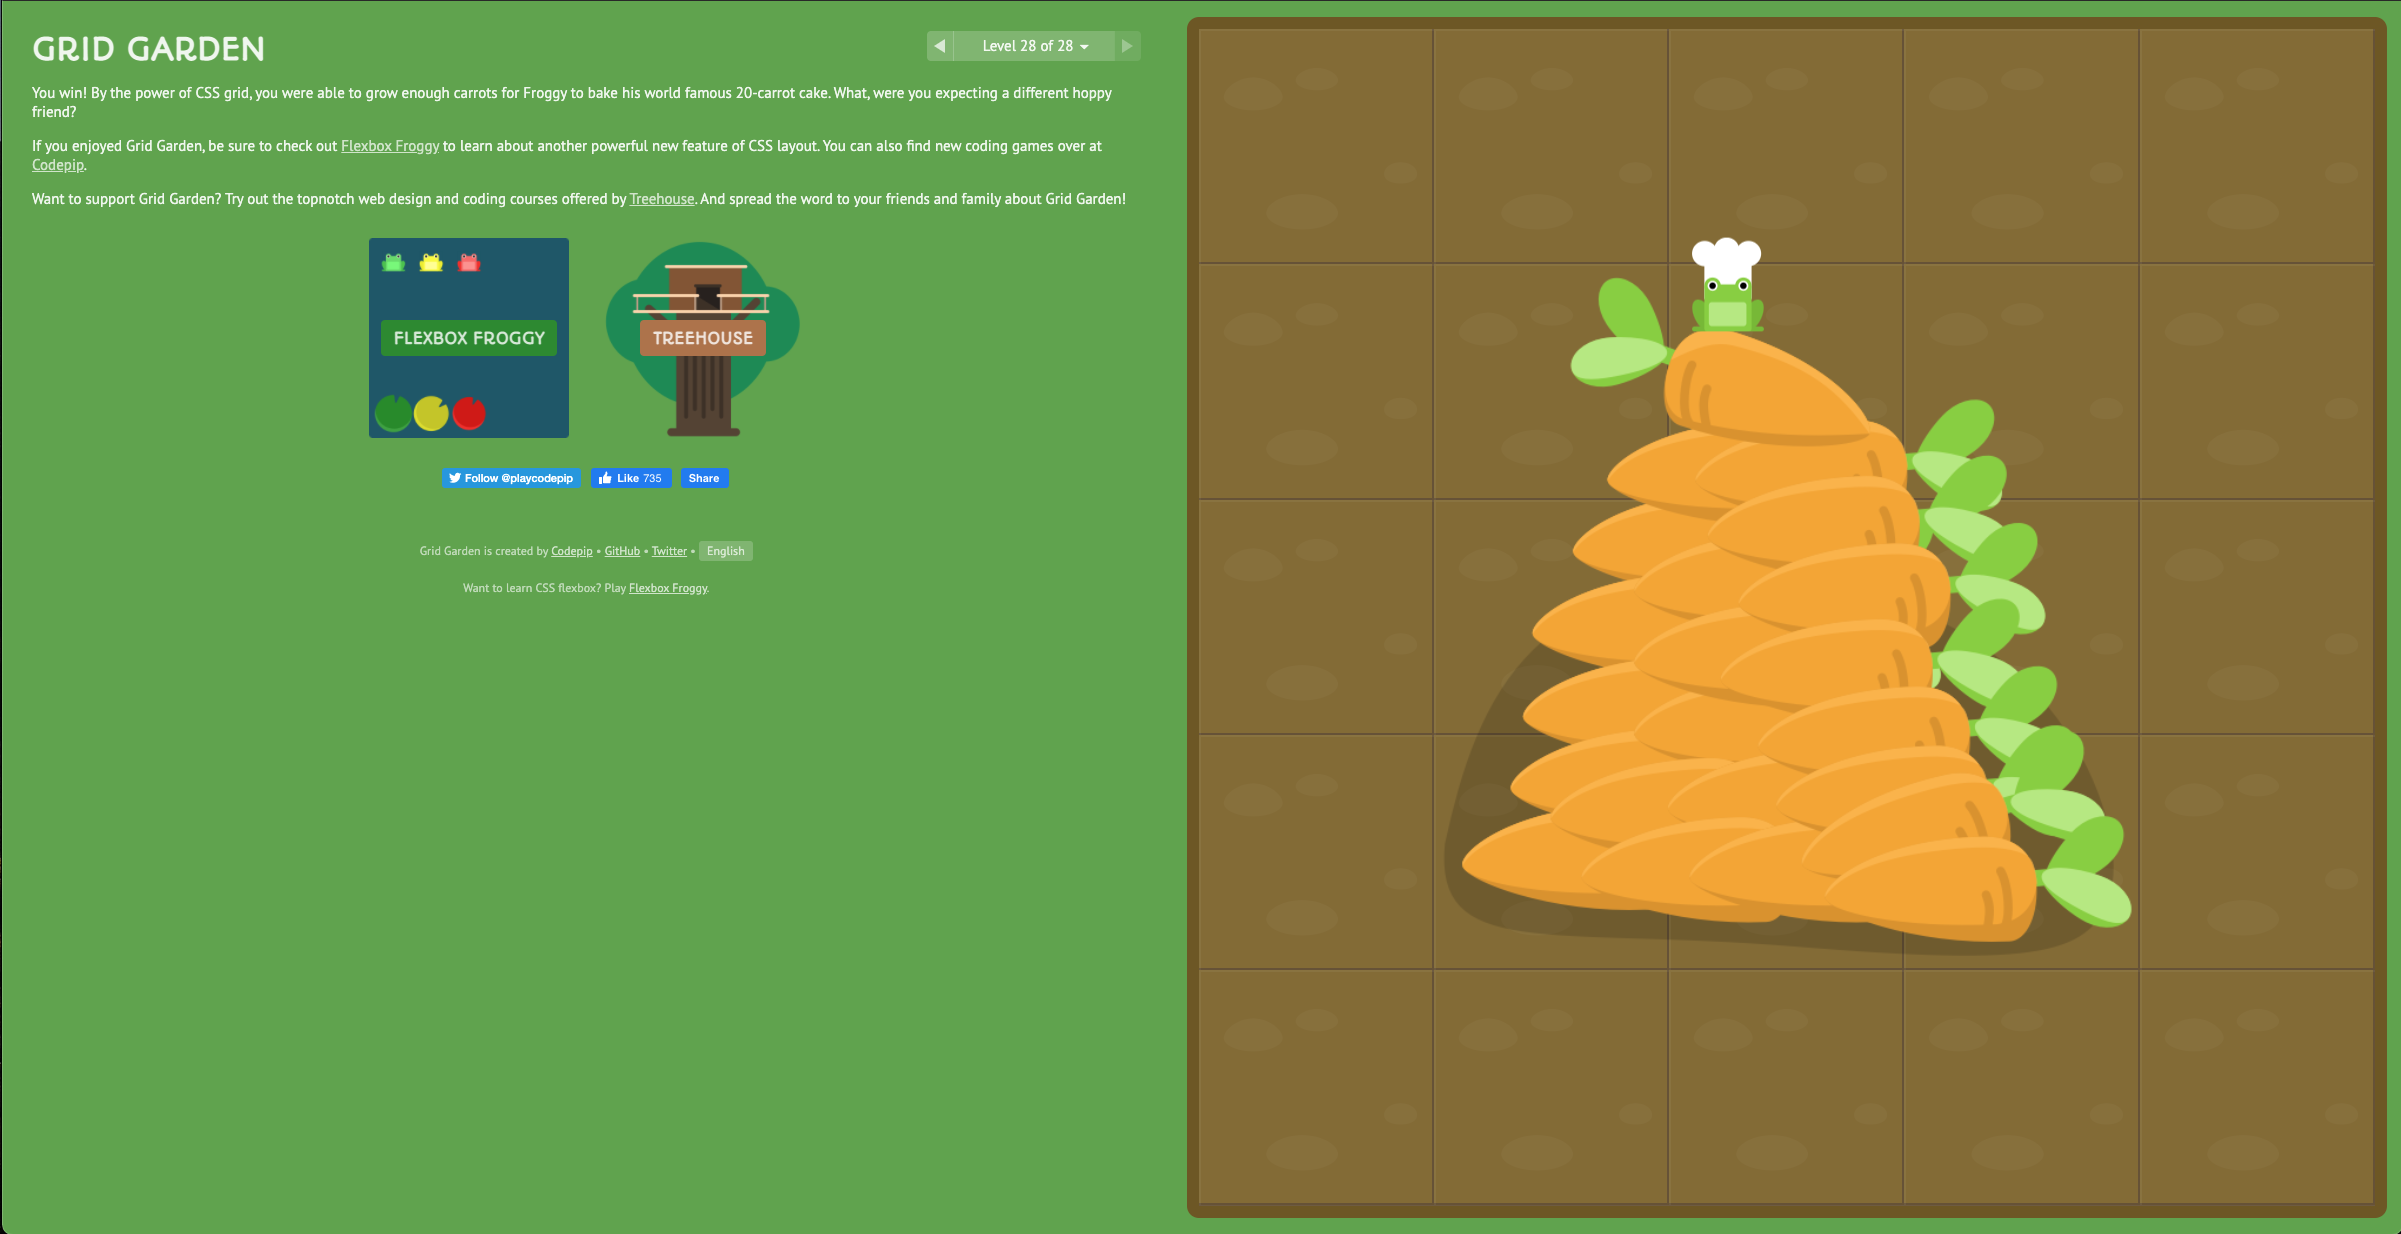 GRID GARDEN
Level 28 of 28
You win! By the power of CSS grid, you were able to grow enough carrots for Froggy to bake his world famous 20-carrot cake. What, were you expecting a different hoppy
friend?
If you enjoyed Grid Garden, be sure to check out Flexbox Froggy to learn about another powerful new feature of CSS layout. You can also find new coding games over at
Codepip.
Want to support Grid Garden? Try out the topnotch web design and coding courses offered by Treehouse. And spread the word to your friends and family about Grid Garden!
FLEXBOX FROGGY
TREEHOUSE
Follow @playcodepip
Like 735
Share
Grid Garden is created by Codepip • GitHub • Twitter • English
Want to learn CSS flexbox? Play Flexbox Froggy.